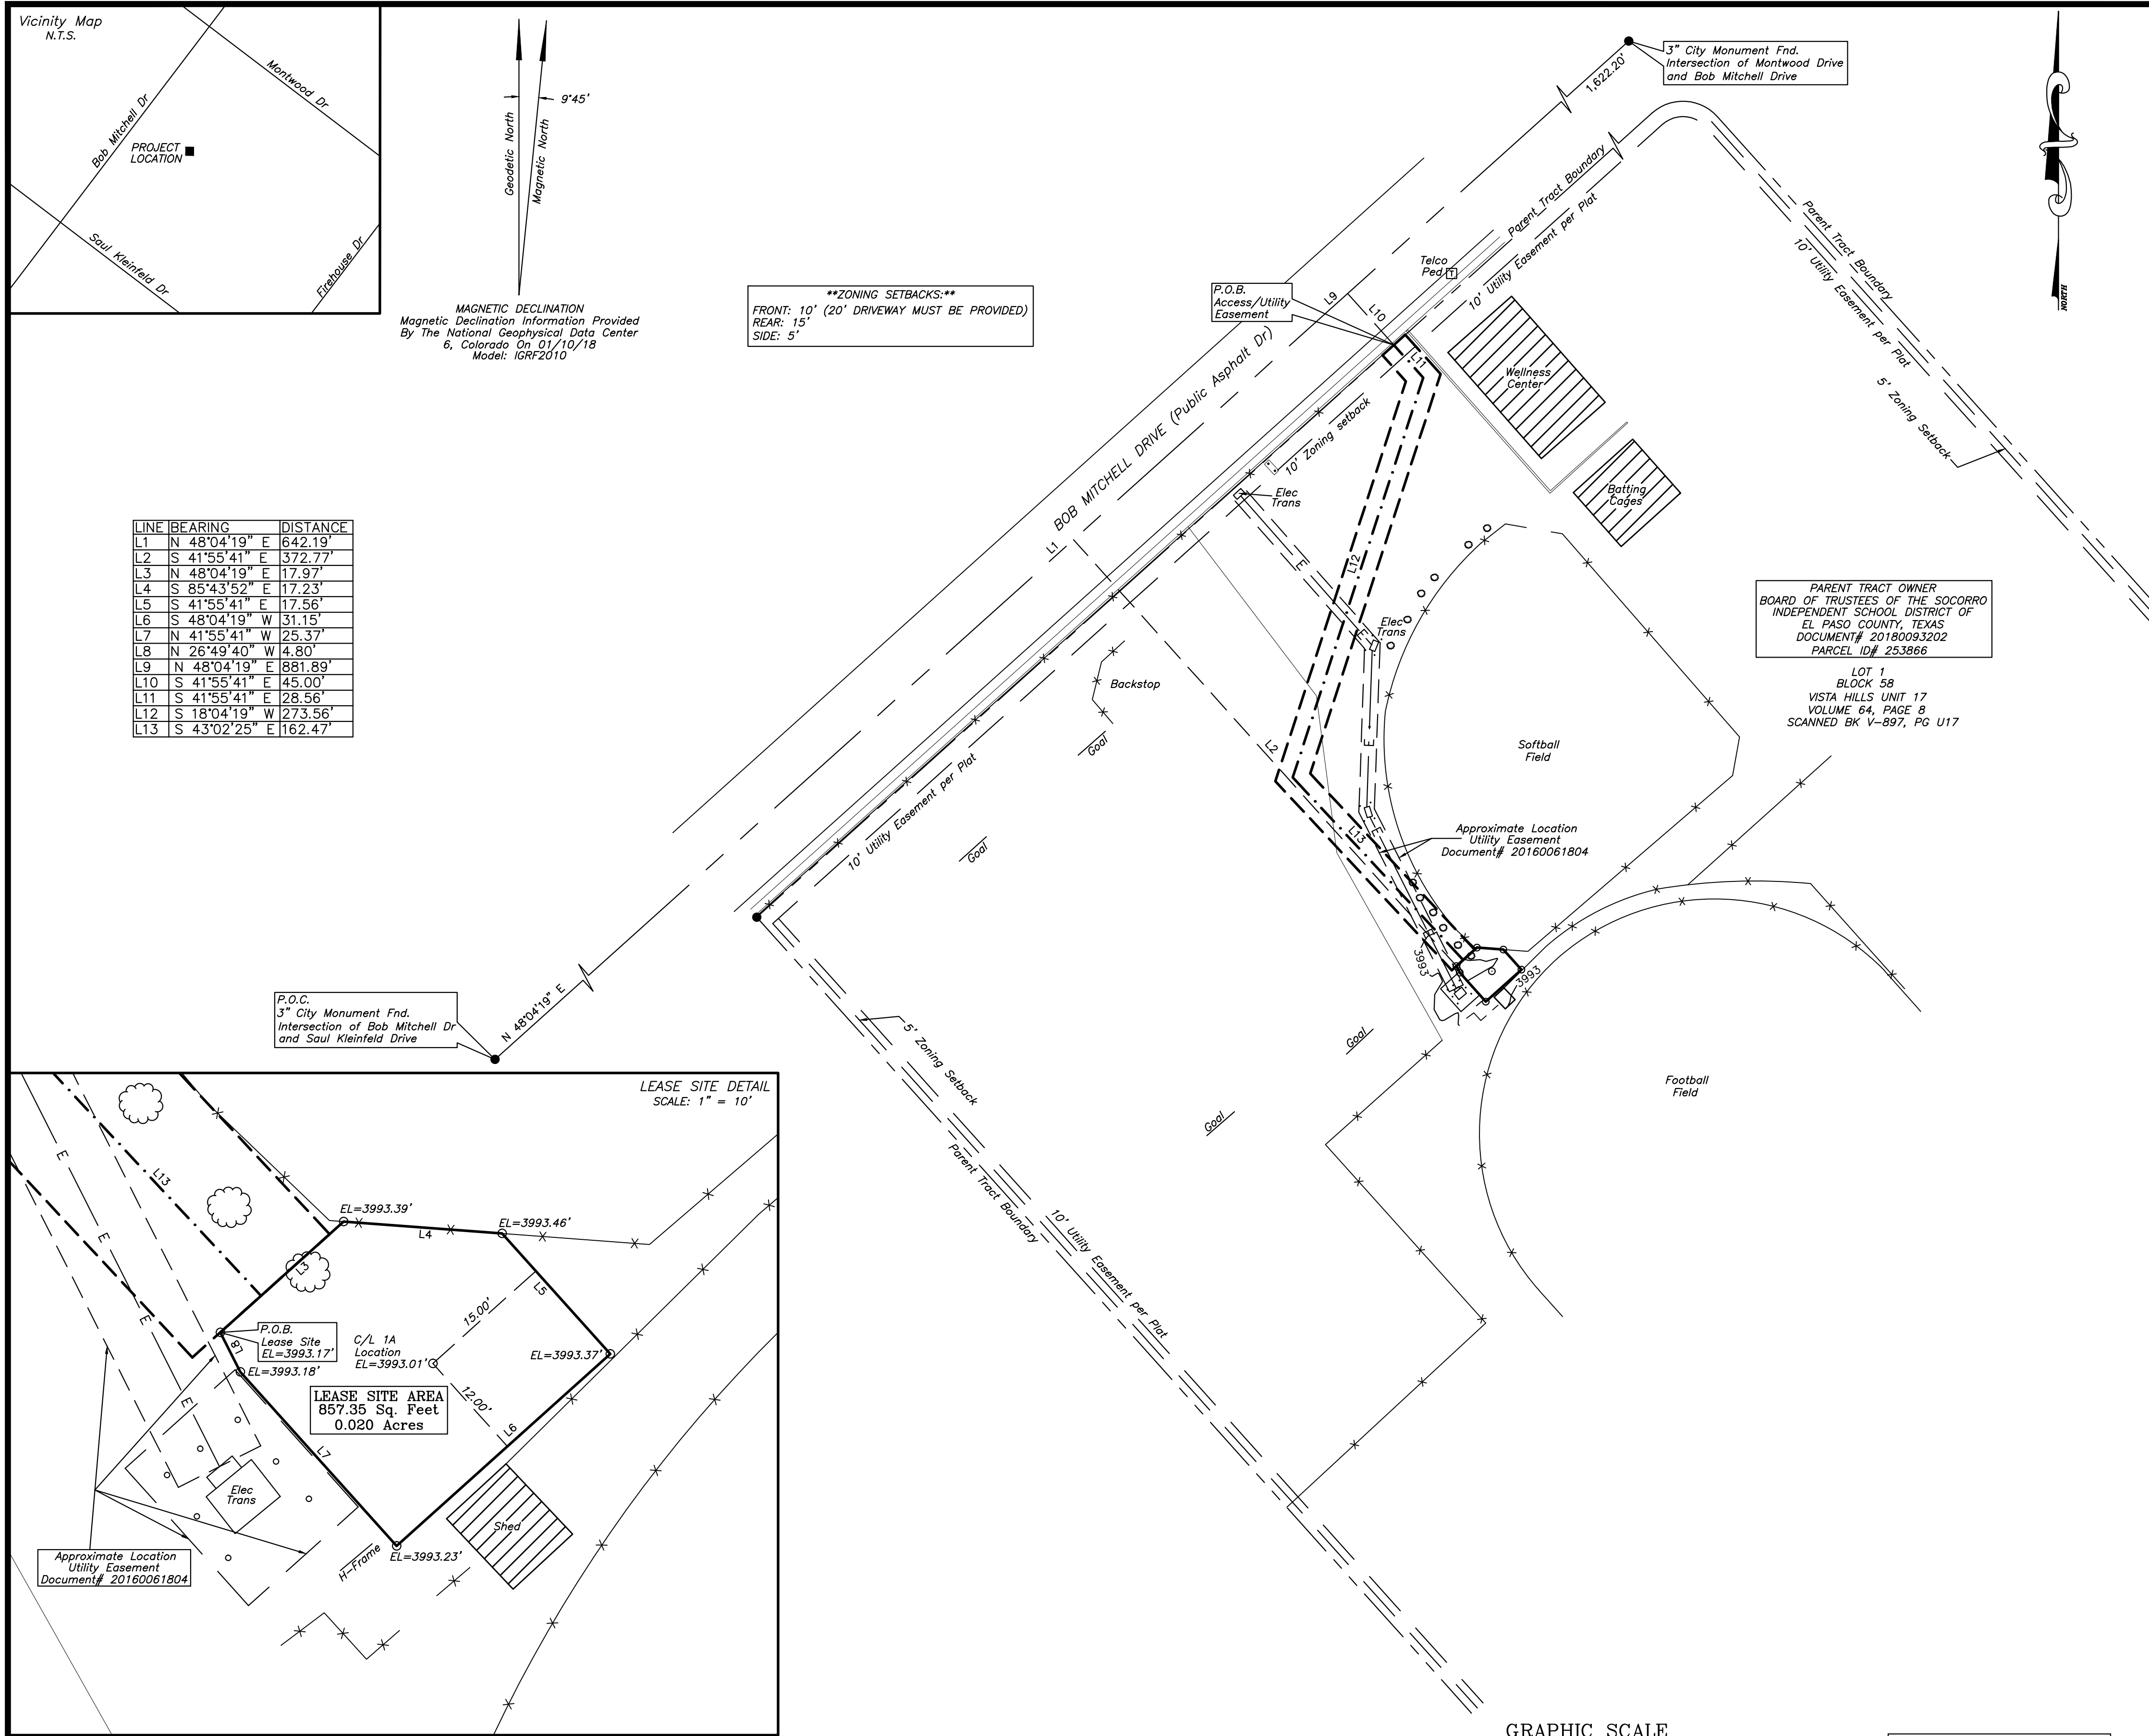 Vicinity Map
N.T.S.
Montwood Dr
Bob Mitchell Dr
PROJECT
LOCATION
Saul Kleinfeld Dr
Firehouse Dr
Geodetic North
Magnetic North
9°45'
MAGNETIC DECLINATION
Magnetic Declination Information Provided
By The National Geophysical Data Center
6, Colorado On 01/10/18
Model: IGRF2010
**ZONING SETBACKS:**
FRONT: 10' (20' DRIVEWAY MUST BE PROVIDED)
REAR: 15'
SIDE: 5'
1,622.20'
3" City Monument Fnd.
Intersection of Montwood Drive
and Bob Mitchell Drive
NORTH
Parent Tract Boundary
10' Utility Easement per Plat
Parent Tract Boundary
10' Utility Easement per Plat
5' Zoning Setback
Telco
Ped T
P.O.B.
Access/Utility
Easement
L9
L10
L11
BOB MITCHELL DRIVE (Public Asphalt Dr)
10' Zoning setback
Wellness
Center
Batting
Cages
Elec
Trans
L1
L12
E
E
Elec
Trans
E
E
E
LINE BEARING DISTANCE
L1 N 48°04'19" E 642.19'
L2 S 41°55'41" E 372.77'
L3 N 48°04'19" E 17.97'
L4 S 85°43'52" E 17.23'
L5 S 41°55'41" E 17.56'
L6 S 48°04'19" W 31.15'
L7 N 41°55'41" W 25.37'
L8 N 26°49'40" W 4.80'
L9 N 48°04'19" E 881.89'
L10 S 41°55'41" E 45.00'
L11 S 41°55'41" E 28.56'
L12 S 18°04'19" W 273.56'
L13 S 43°02'25" E 162.47'
PARENT TRACT OWNER
BOARD OF TRUSTEES OF THE SOCORRO
INDEPENDENT SCHOOL DISTRICT OF
EL PASO COUNTY, TEXAS
DOCUMENT# 20180093202
PARCEL ID# 253866
LOT 1
BLOCK 58
VISTA HILLS UNIT 17
VOLUME 64, PAGE 8
SCANNED BK V-897, PG U17
Backstop
Goal
L2
Softball
Field
10' Utility Easement per Plat
Goal
L13
Approximate Location
Utility Easement
Document# 20160061804
3993
3993
P.O.C.
3" City Monument Fnd.
Intersection of Bob Mitchell Dr
and Saul Kleinfeld Drive
N 48°04'19" E
5' Zoning Setback
Goal
Goal
Football
Field
Parent Tract Boundary
10' Utility Easement per Plat
LEASE SITE DETAIL
SCALE: 1" = 10'
E
E
E
E
L13
EL=3993.39'
L4
EL=3993.46'
L3
L5
15.00'
P.O.B.
Lease Site
EL=3993.17'
L8
C/L 1A
Location
EL=3993.01'
EL=3993.37'
EL=3993.18'
12.00'
LEASE SITE AREA
857.35 Sq. Feet
0.020 Acres
L6
L7
Elec
Trans
Shed
H-Frame
EL=3993.23'
Approximate Location
Utility Easement
Document# 20160061804
GRAPHIC SCALE